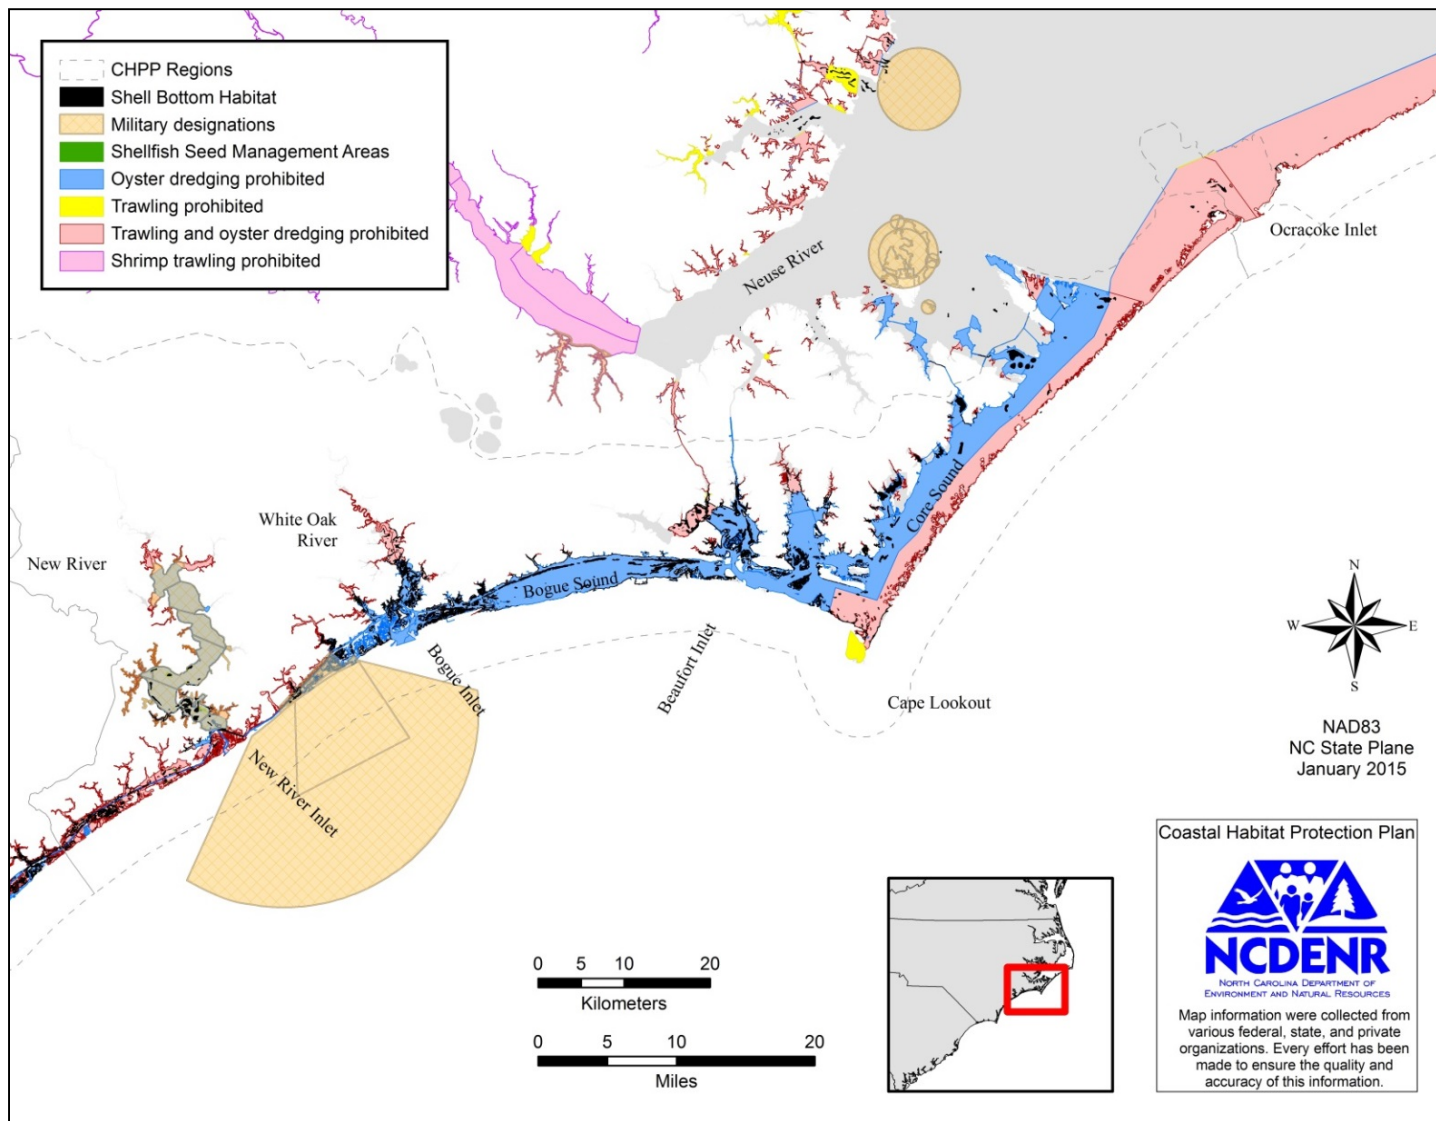 CHPP Regions
Shell Bottom Habitat
Military designations
Shellfish Seed Management Areas
Oyster dredging prohibited
Trawling prohibited
Trawling and oyster dredging prohibited
Shrimp trawling prohibited
Neuse River
Ocracoke Inlet
Core Sound
White Oak
River
New River
Bogue Sound
Bogue Inlet
Beaufort Inlet
Cape Lookout
New River Inlet
N
W
E
S
NAD83
NC State Plane
January 2015
0 5 10 20
Kilometers
0 5 10 20
Miles
Coastal Habitat Protection Plan
NCDENR
NORTH CAROLINA DEPARTMENT OF
ENVIRONMENT AND NATURAL RESOURCES
Map information were collected from
various federal, state, and private
organizations. Every effort has been
made to ensure the quality and
accuracy of this information.